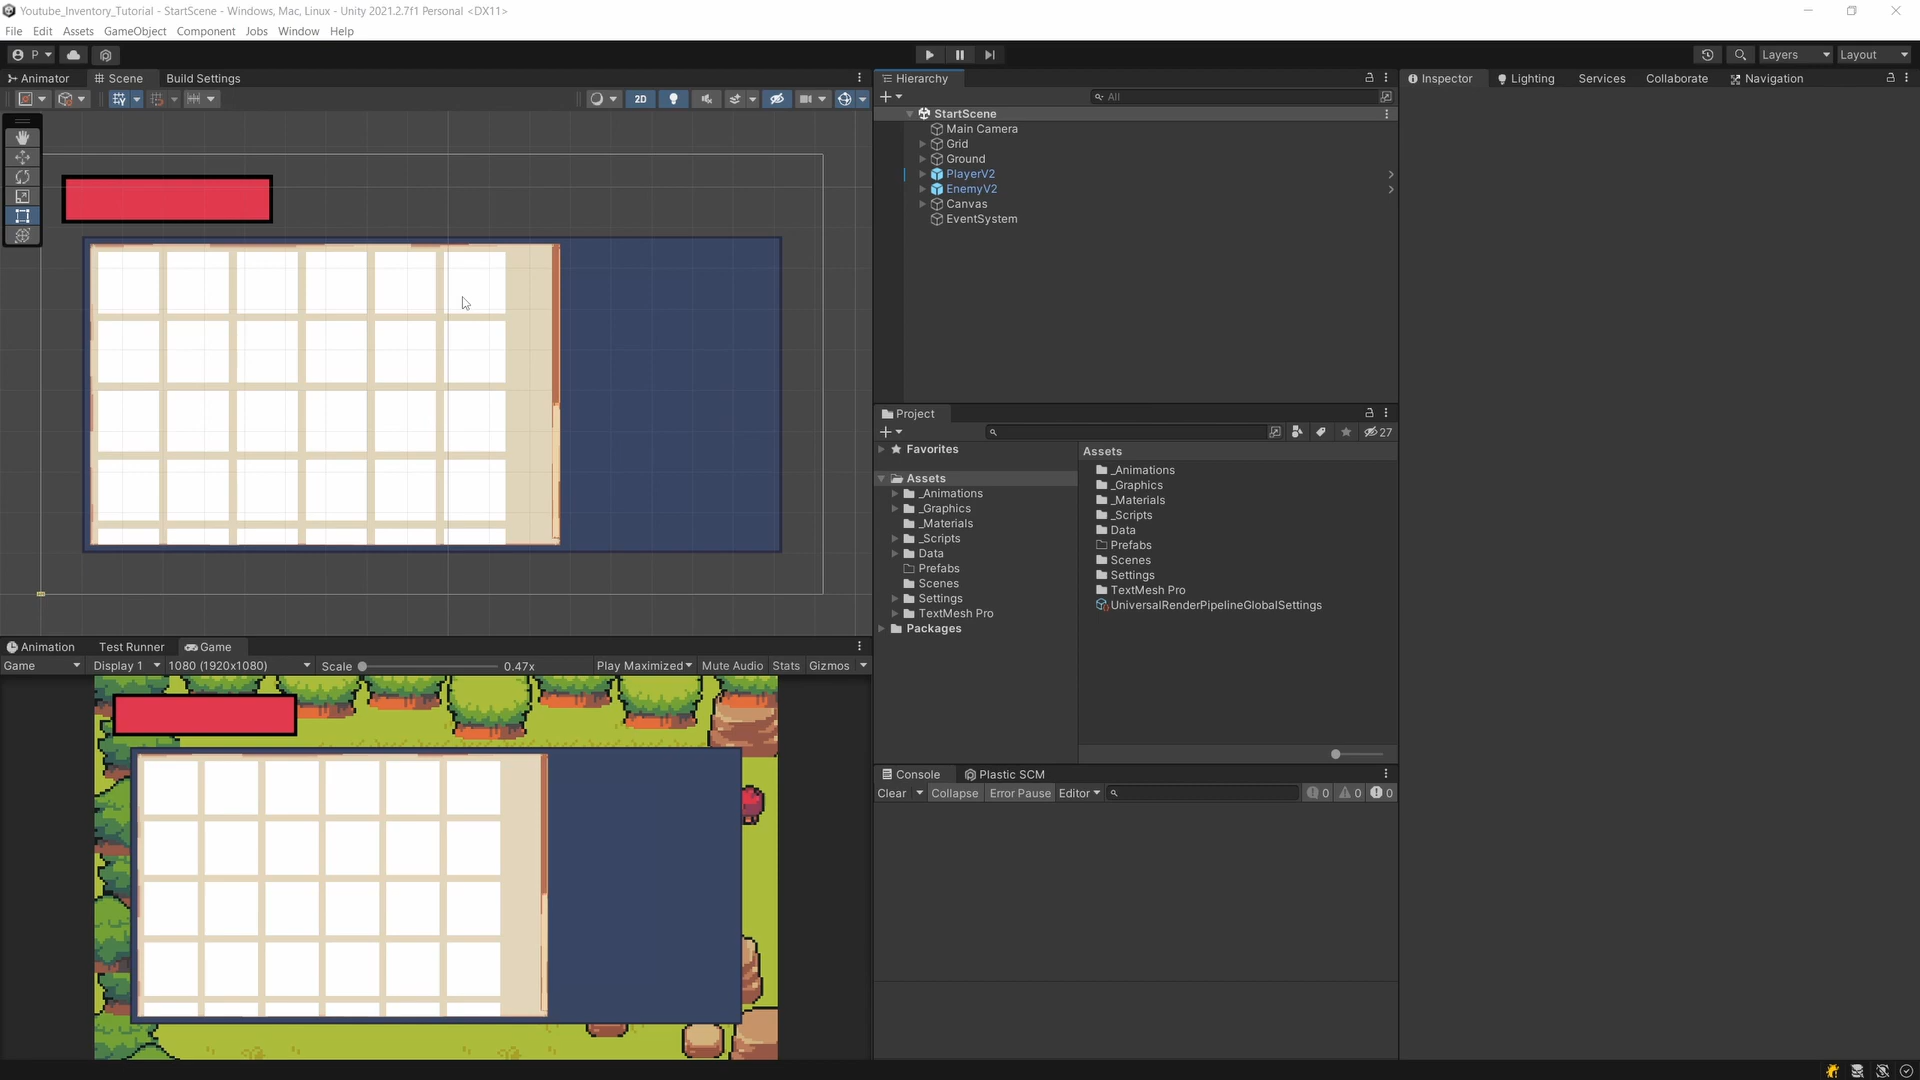 Youtube_Inventory_Tutorial - StartScene - Windows, Mac, Linux - Unity 2021.2.7f1 Personal <DX11>
File Edit Assets GameObject Component Jobs Window Help
P Layers Layout
Animator Scene Build Settings
2D
Hierarchy
All
StartScene
Main Camera
Grid
Ground
PlayerV2
EnemyV2
Canvas
EventSystem
Inspector Lighting Services Collaborate Navigation
Project
27
Favorites
Assets
_Animations
_Graphics
_Materials
_Scripts
Data
Prefabs
Scenes
Settings
TextMesh Pro
Packages
Assets
_Animations
_Graphics
_Materials
_Scripts
Data
Prefabs
Scenes
Settings
TextMesh Pro
UniversalRenderPipelineGlobalSettings
Animation Test Runner Game
Game Display 1 1080 (1920x1080) Scale 0.47x Play Maximized Mute Audio Stats Gizmos
Console Plastic SCM
Clear Collapse Error Pause Editor 0 0 0